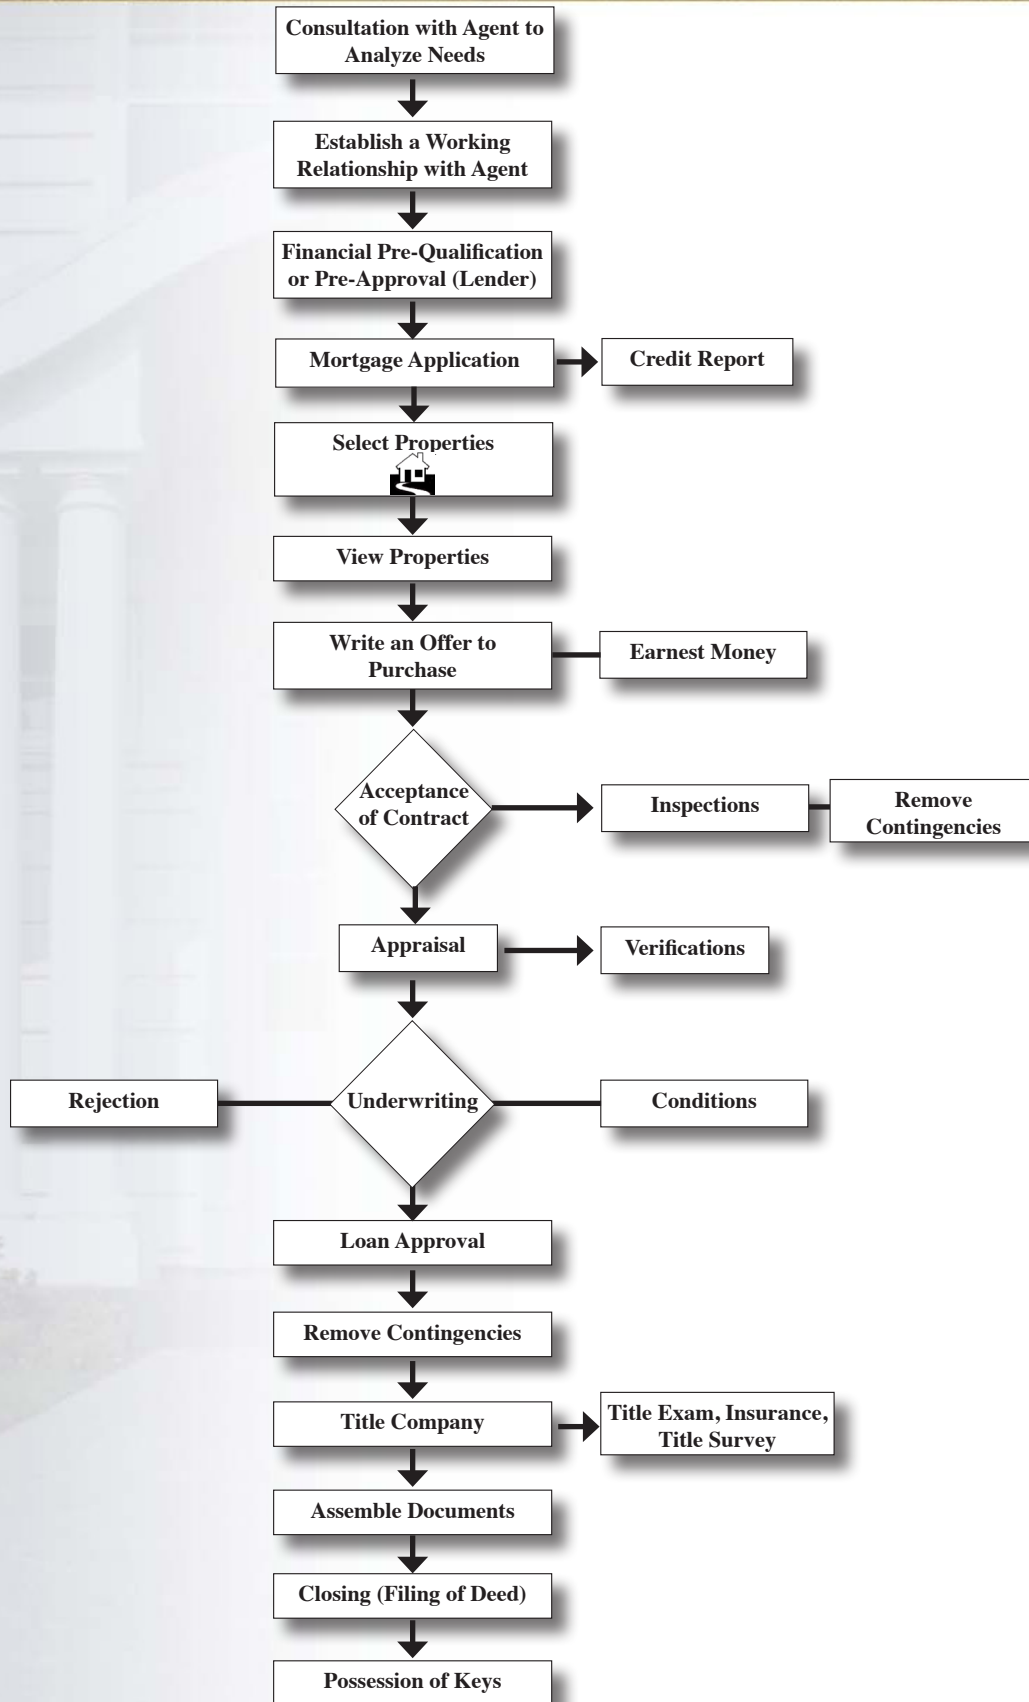 Consultation with Agent to
Analyze Needs
Establish a Working
Relationship with Agent
Financial Pre-Qualification
or Pre-Approval (Lender)
Mortgage Application
Credit Report
Select Properties
View Properties
Write an Offer to
Purchase
Earnest Money
Acceptance
of Contract
Inspections
Remove
Contingencies
Appraisal
Verifications
Rejection
Underwriting
Conditions
Loan Approval
Remove Contingencies
Title Company
Title Exam, Insurance,
Title Survey
Assemble Documents
Closing (Filing of Deed)
Possession of Keys